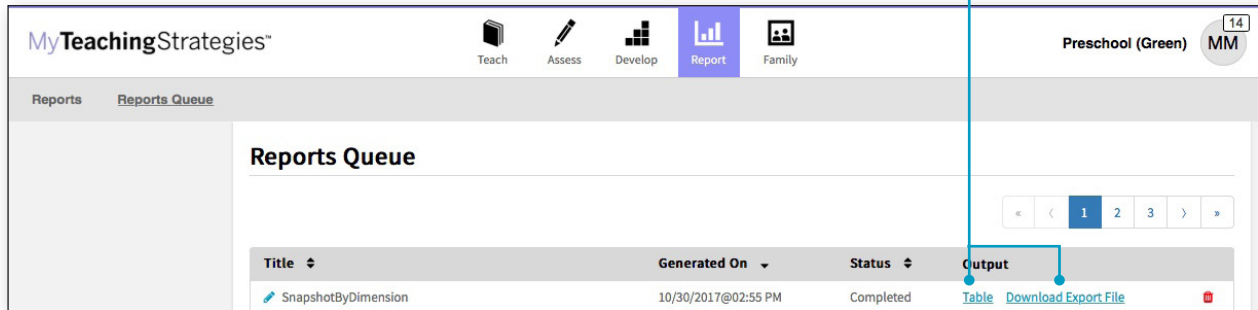 MyTeachingStrategies™
Teach Assess Develop Report Family
Preschool (Green) MM 14
Reports Reports Queue
Reports Queue
« ‹ 1 2 3 › »
Title Generated On Status Output
SnapshotByDimension 10/30/2017@02:55 PM Completed Table Download Export File